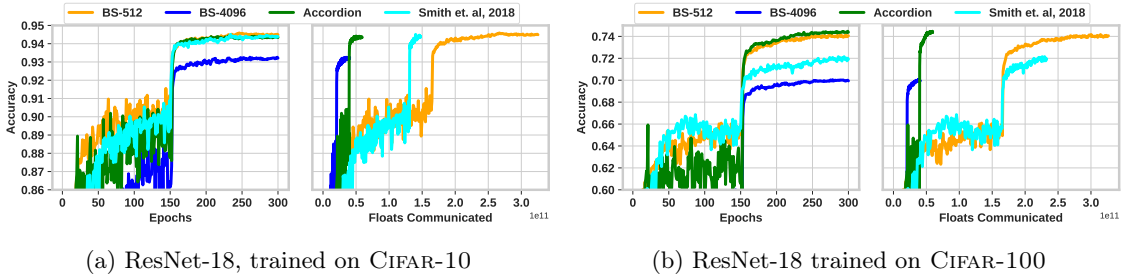 BS-512 BS-4096 Accordion Smith et. al, 2018
BS-512 BS-4096 Accordion Smith et. al, 2018
Accuracy
0.95
0.94
0.93
0.91
0.90
0.89
0.88
0.87
0.86
0 50 100 150 200 250 300
Epochs
0.0 0.5 1.0 1.5 2.0 2.5 3.0
Floats Communicated
1e11
Accuracy
0.74
0.72
0.70
0.68
0.66
0.64
0.62
0.60
0 50 100 150 200 250 300
Epochs
0.0 0.5 1.0 1.5 2.0 2.5 3.0
Floats Communicated
1e11
(a) ResNet-18, trained on CIFAR-10
(b) ResNet-18 trained on CIFAR-100